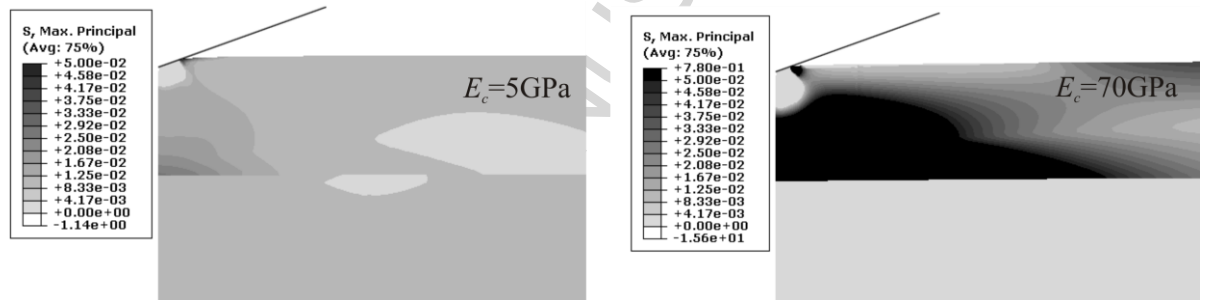 S, Max. Principal
(Avg: 75%)
+5.00e-02
+4.58e-02
+4.17e-02
+3.75e-02
+3.33e-02
+2.92e-02
+2.50e-02
+2.08e-02
+1.67e-02
+1.25e-02
+8.33e-03
+4.17e-03
+0.00e+00
-1.14e+00
E_c=5GPa
S, Max. Principal
(Avg: 75%)
+7.80e-01
+5.00e-02
+4.58e-02
+4.17e-02
+3.75e-02
+3.33e-02
+2.92e-02
+2.50e-02
+2.08e-02
+1.67e-02
+1.25e-02
+8.33e-03
+4.17e-03
+0.00e+00
-1.56e+01
E_c=70GPa